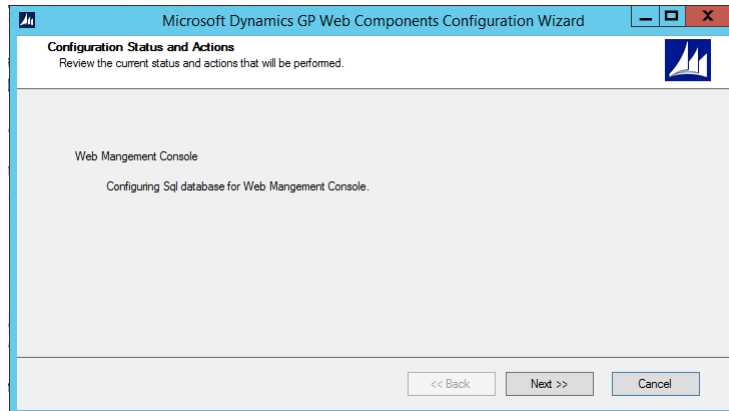 Microsoft Dynamics GP Web Components Configuration Wizard
Configuration Status and Actions
Review the current status and actions that will be performed.
Web Mangement Console
Configuring Sql database for Web Mangement Console.
<< Back Next >> Cancel